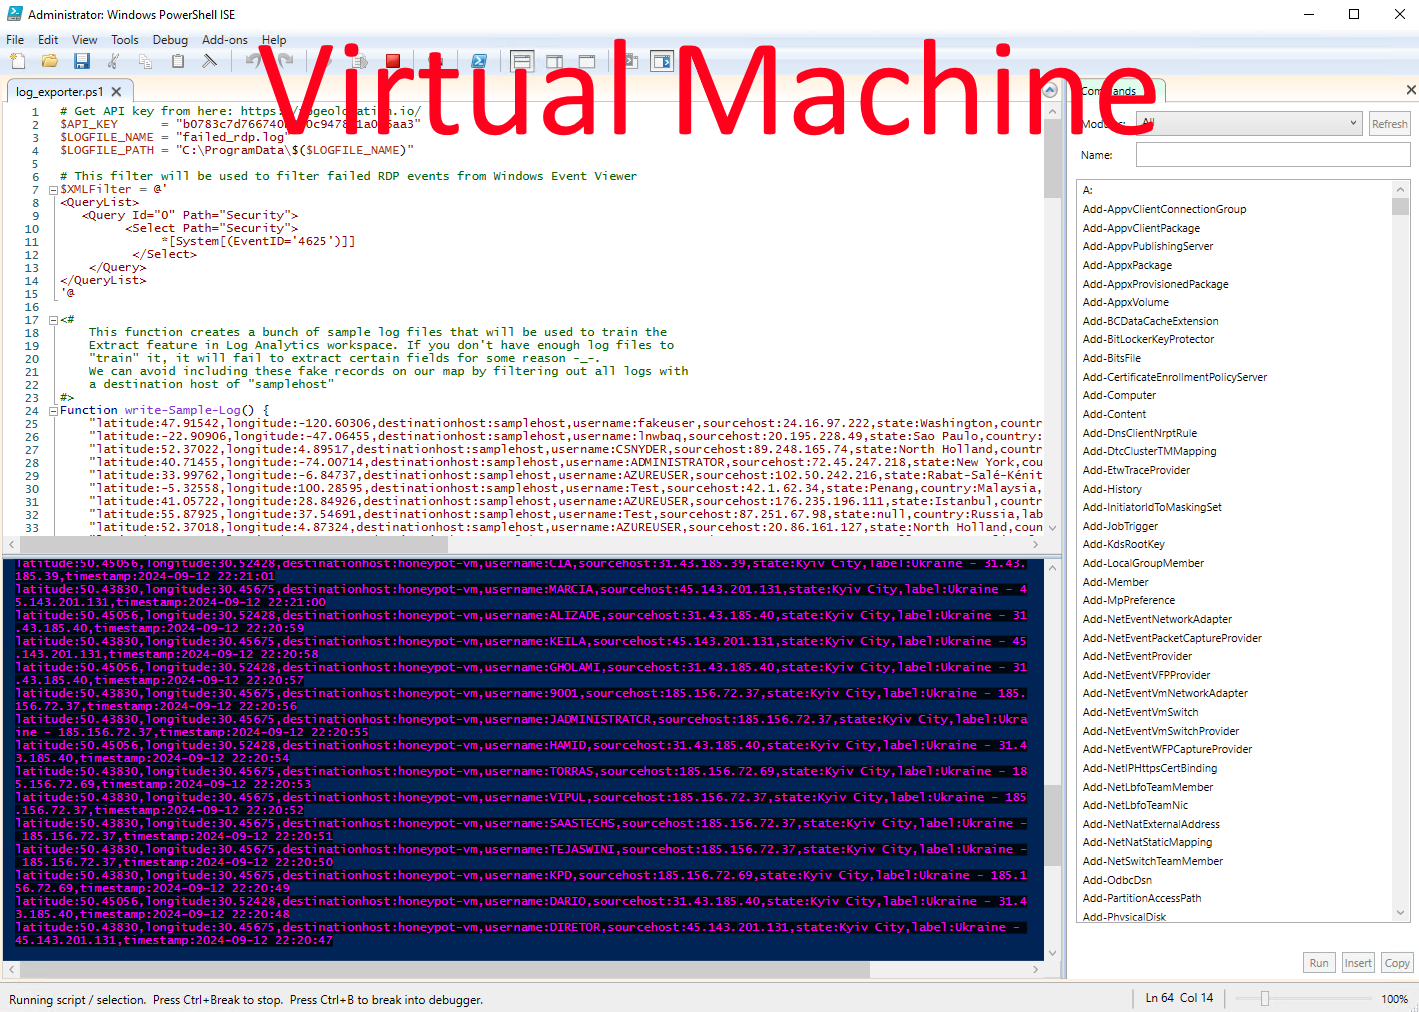 Administrator: Windows PowerShell ISE
File Edit View Tools Debug Add-ons Help
Virtual Machine
log_exporter.ps1
1 # Get API key from here: https://
2 $API_KEY = "b0783c7d766740
3 $LOGFILE_NAME = "failed_rdp.log"
4 $LOGFILE_PATH = "C:\ProgramData\$($LOGFILE_NAME)"
5
6 # This filter will be used to filter failed RDP events from Windows Event Viewer
7 $XMLFilter = @'
8 <QueryList>
9 <Query Id="0" Path="Security">
10 <Select Path="Security">
11 *[System[(EventID='4625')]]
12 </Select>
13 </Query>
14 </QueryList>
15 '@
16
17 <#
18 This function creates a bunch of sample log files that will be used to train the
19 Extract feature in Log Analytics workspace. If you don't have enough log files to
20 "train" it, it will fail to extract certain fields for some reason -_-.
21 We can avoid including these fake records on our map by filtering out all logs with
22 a destination host of "samplehost"
23 #>
24 Function write-Sample-Log() {
25 "latitude:47.91542,longitude:-120.60306,destinationhost:samplehost,username:fakeuser,sourcehost:24.16.97.222,state:Washington,countr
26 "latitude:-22.90906,longitude:-47.06455,destinationhost:samplehost,username:lnwbaq,sourcehost:20.195.228.49,state:Sao Paulo,country:
27 "latitude:52.37022,longitude:4.89517,destinationhost:samplehost,username:CSNYDER,sourcehost:89.248.165.74,state:North Holland,countr
28 "latitude:40.71455,longitude:-74.00714,destinationhost:samplehost,username:ADMINISTRATOR,sourcehost:72.45.247.218,state:New York,cou
29 "latitude:33.99762,longitude:-6.84737,destinationhost:samplehost,username:AZUREUSER,sourcehost:102.50.242.216,state:Rabat-Salé-Kénit
30 "latitude:-5.32558,longitude:100.28595,destinationhost:samplehost,username:Test,sourcehost:42.1.62.34,state:Penang,country:Malaysia,
31 "latitude:41.05722,longitude:28.84926,destinationhost:samplehost,username:AZUREUSER,sourcehost:176.235.196.111,state:Istanbul,countr
32 "latitude:55.87925,longitude:37.54691,destinationhost:samplehost,username:Test,sourcehost:87.251.67.98,state:null,country:Russia,lab
33 "latitude:52.37018,longitude:4.87324,destinationhost:samplehost,username:AZUREUSER,sourcehost:20.86.161.127,state:North Holland,coun
latitude:50.45056,longitude:30.52428,destinationhost:honeypot-vm,username:CIA,sourcehost:31.43.185.39,state:Kyiv City,label:Ukraine - 31.43.
185.39,timestamp:2024-09-12 22:21:01
latitude:50.43830,longitude:30.45675,destinationhost:honeypot-vm,username:MARCIA,sourcehost:45.143.201.131,state:Kyiv City,label:Ukraine - 4
5.143.201.131,timestamp:2024-09-12 22:21:00
latitude:50.45056,longitude:30.52428,destinationhost:honeypot-vm,username:ALIZADE,sourcehost:31.43.185.40,state:Kyiv City,label:Ukraine - 31
.43.185.40,timestamp:2024-09-12 22:20:59
latitude:50.43830,longitude:30.45675,destinationhost:honeypot-vm,username:KEILA,sourcehost:45.143.201.131,state:Kyiv City,label:Ukraine - 45
.143.201.131,timestamp:2024-09-12 22:20:58
latitude:50.45056,longitude:30.52428,destinationhost:honeypot-vm,username:GHOLAMI,sourcehost:31.43.185.40,state:Kyiv City,label:Ukraine - 31
.43.185.40,timestamp:2024-09-12 22:20:57
latitude:50.43830,longitude:30.45675,destinationhost:honeypot-vm,username:9001,sourcehost:185.156.72.37,state:Kyiv City,label:Ukraine - 185.
156.72.37,timestamp:2024-09-12 22:20:56
latitude:50.43830,longitude:30.45675,destinationhost:honeypot-vm,username:JADMINISTRATCR,sourcehost:185.156.72.37,state:Kyiv City,label:Ukra
ine - 185.156.72.37,timestamp:2024-09-12 22:20:55
latitude:50.45056,longitude:30.52428,destinationhost:honeypot-vm,username:HAMID,sourcehost:31.43.185.40,state:Kyiv City,label:Ukraine - 31.4
3.185.40,timestamp:2024-09-12 22:20:54
latitude:50.43830,longitude:30.45675,destinationhost:honeypot-vm,username:TORRAS,sourcehost:185.156.72.69,state:Kyiv City,label:Ukraine - 18
5.156.72.69,timestamp:2024-09-12 22:20:53
latitude:50.43830,longitude:30.45675,destinationhost:honeypot-vm,username:VIPUL,sourcehost:185.156.72.37,state:Kyiv City,label:Ukraine - 185
.156.72.37,timestamp:2024-09-12 22:20:52
latitude:50.43830,longitude:30.45675,destinationhost:honeypot-vm,username:SAASTECHS,sourcehost:185.156.72.37,state:Kyiv City,label:Ukraine -
185.156.72.37,timestamp:2024-09-12 22:20:51
latitude:50.43830,longitude:30.45675,destinationhost:honeypot-vm,username:TEJASWINI,sourcehost:185.156.72.37,state:Kyiv City,label:Ukraine -
185.156.72.37,timestamp:2024-09-12 22:20:50
latitude:50.43830,longitude:30.45675,destinationhost:honeypot-vm,username:KPD,sourcehost:185.156.72.69,state:Kyiv City,label:Ukraine - 185.1
56.72.69,timestamp:2024-09-12 22:20:49
latitude:50.45056,longitude:30.52428,destinationhost:honeypot-vm,username:DARIO,sourcehost:31.43.185.40,state:Kyiv City,label:Ukraine - 31.4
3.185.40,timestamp:2024-09-12 22:20:48
latitude:50.43830,longitude:30.45675,destinationhost:honeypot-vm,username:DIRETOR,sourcehost:45.143.201.131,state:Kyiv City,label:Ukraine -
45.143.201.131,timestamp:2024-09-12 22:20:47
Commands
Modules: All Refresh
Name:
A:
Add-AppvClientConnectionGroup
Add-AppvClientPackage
Add-AppvPublishingServer
Add-AppxPackage
Add-AppxProvisionedPackage
Add-AppxVolume
Add-BCDataCacheExtension
Add-BitLockerKeyProtector
Add-BitsFile
Add-CertificateEnrollmentPolicyServer
Add-Computer
Add-Content
Add-DnsClientNrptRule
Add-DtcClusterTMMapping
Add-EtwTraceProvider
Add-History
Add-InitiatorIdToMaskingSet
Add-JobTrigger
Add-KdsRootKey
Add-LocalGroupMember
Add-Member
Add-MpPreference
Add-NetEventNetworkAdapter
Add-NetEventPacketCaptureProvider
Add-NetEventProvider
Add-NetEventVFPProvider
Add-NetEventVmNetworkAdapter
Add-NetEventVmSwitch
Add-NetEventVmSwitchProvider
Add-NetEventWFPCaptureProvider
Add-NetIPHttpsCertBinding
Add-NetLbfoTeamMember
Add-NetLbfoTeamNic
Add-NetNatExternalAddress
Add-NetNatStaticMapping
Add-NetSwitchTeamMember
Add-OdbcDsn
Add-PartitionAccessPath
Add-PhysicalDisk
Run Insert Copy
Running script / selection. Press Ctrl+Break to stop. Press Ctrl+B to break into debugger.
Ln 64 Col 14
100%